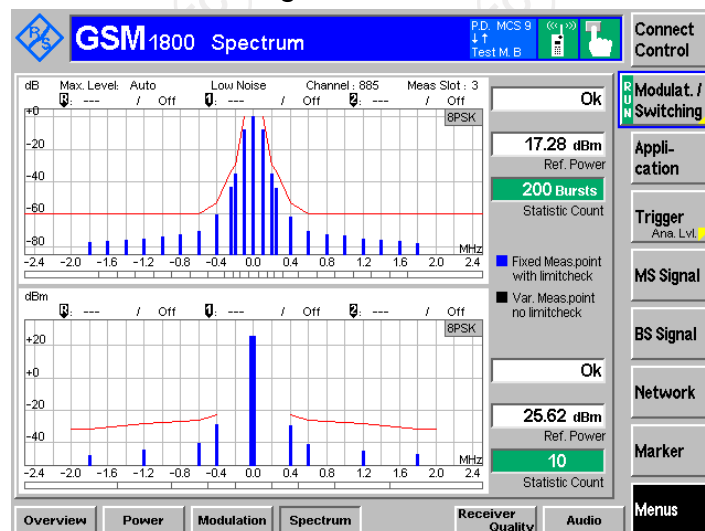 R&S GSM 1800 Spectrum P.D. MCS 9
↓↑
Test M. B
Connect
Control
dB Max. Level: Auto Low Noise Channel : 885 Meas Slot : 3
R: --- / Off 1: --- / Off 2: --- / Off
8PSK
+0
-20
-40
-60
-80
MHz
-2.4 -2.0 -1.6 -1.2 -0.8 -0.4 0.0 0.4 0.8 1.2 1.6 2.0 2.4
Ok
17.28 dBm
Ref. Power
200 Bursts
Statistic Count
Fixed Meas.point
with limitcheck
Var. Meas.point
no limitcheck
dBm
R: --- / Off 1: --- / Off 2: --- / Off
8PSK
+20
+0
-20
-40
MHz
-2.4 -2.0 -1.6 -1.2 -0.8 -0.4 0.0 0.4 0.8 1.2 1.6 2.0 2.4
Ok
25.62 dBm
Ref. Power
10
Statistic Count
RUN
Modulat. /
Switching
Appli-
cation
Trigger
Ana. Lvl.
MS Signal
BS Signal
Network
Marker
Menus
Overview Power Modulation Spectrum Receiver
Quality Audio